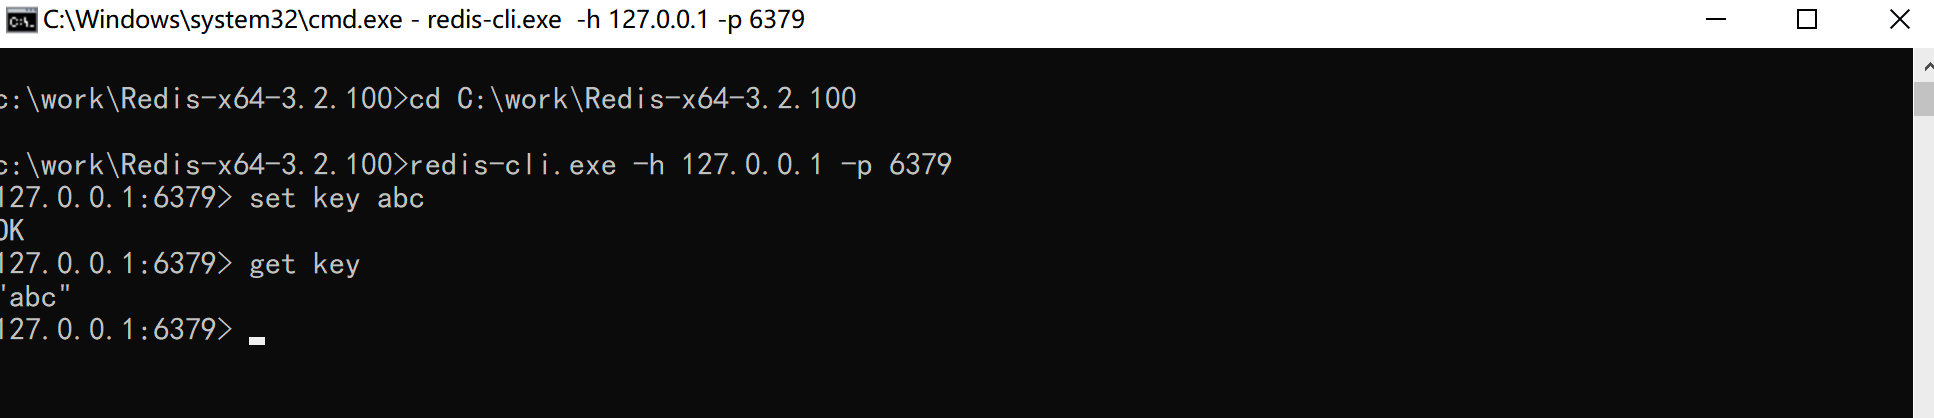 C:\Windows\system32\cmd.exe - redis-cli.exe  -h 127.0.0.1 -p 6379
c:\work\Redis-x64-3.2.100>cd C:\work\Redis-x64-3.2.100
c:\work\Redis-x64-3.2.100>redis-cli.exe -h 127.0.0.1 -p 6379
127.0.0.1:6379> set key abc
OK
127.0.0.1:6379> get key
"abc"
127.0.0.1:6379>